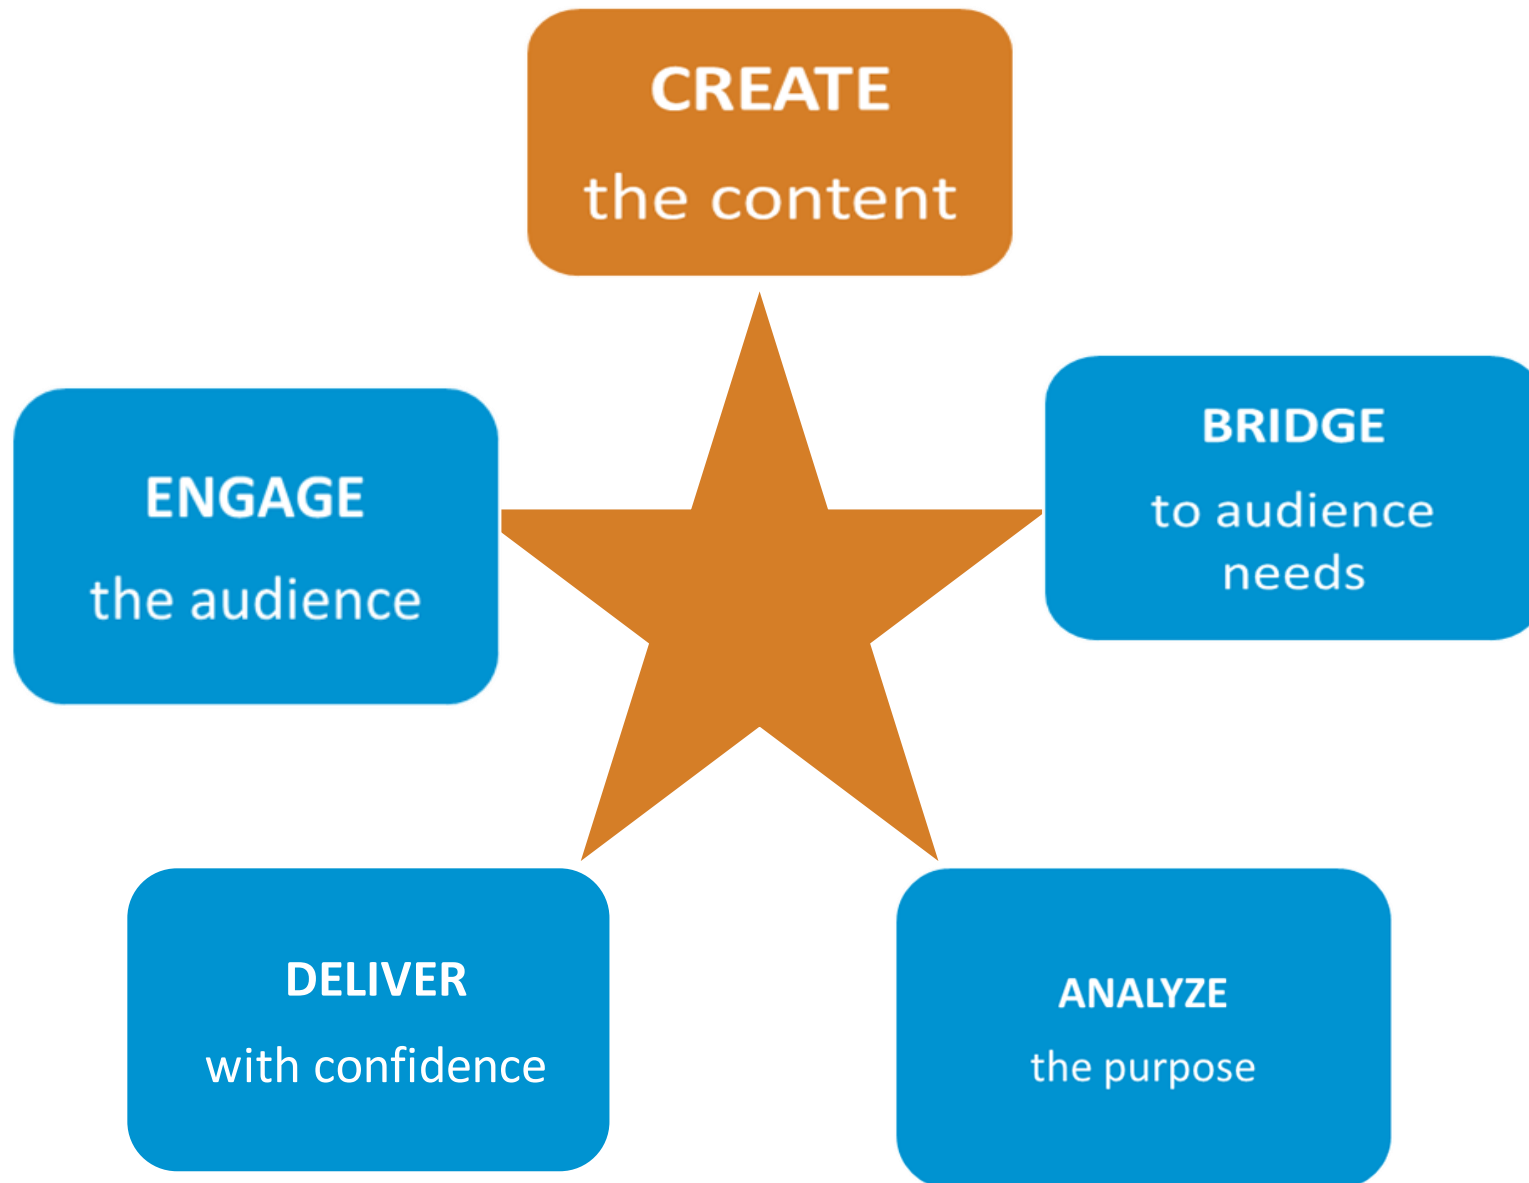 CREATE
the content
ENGAGE
the audience
BRIDGE
to audience
needs
DELIVER
with confidence
ANALYZE
the purpose